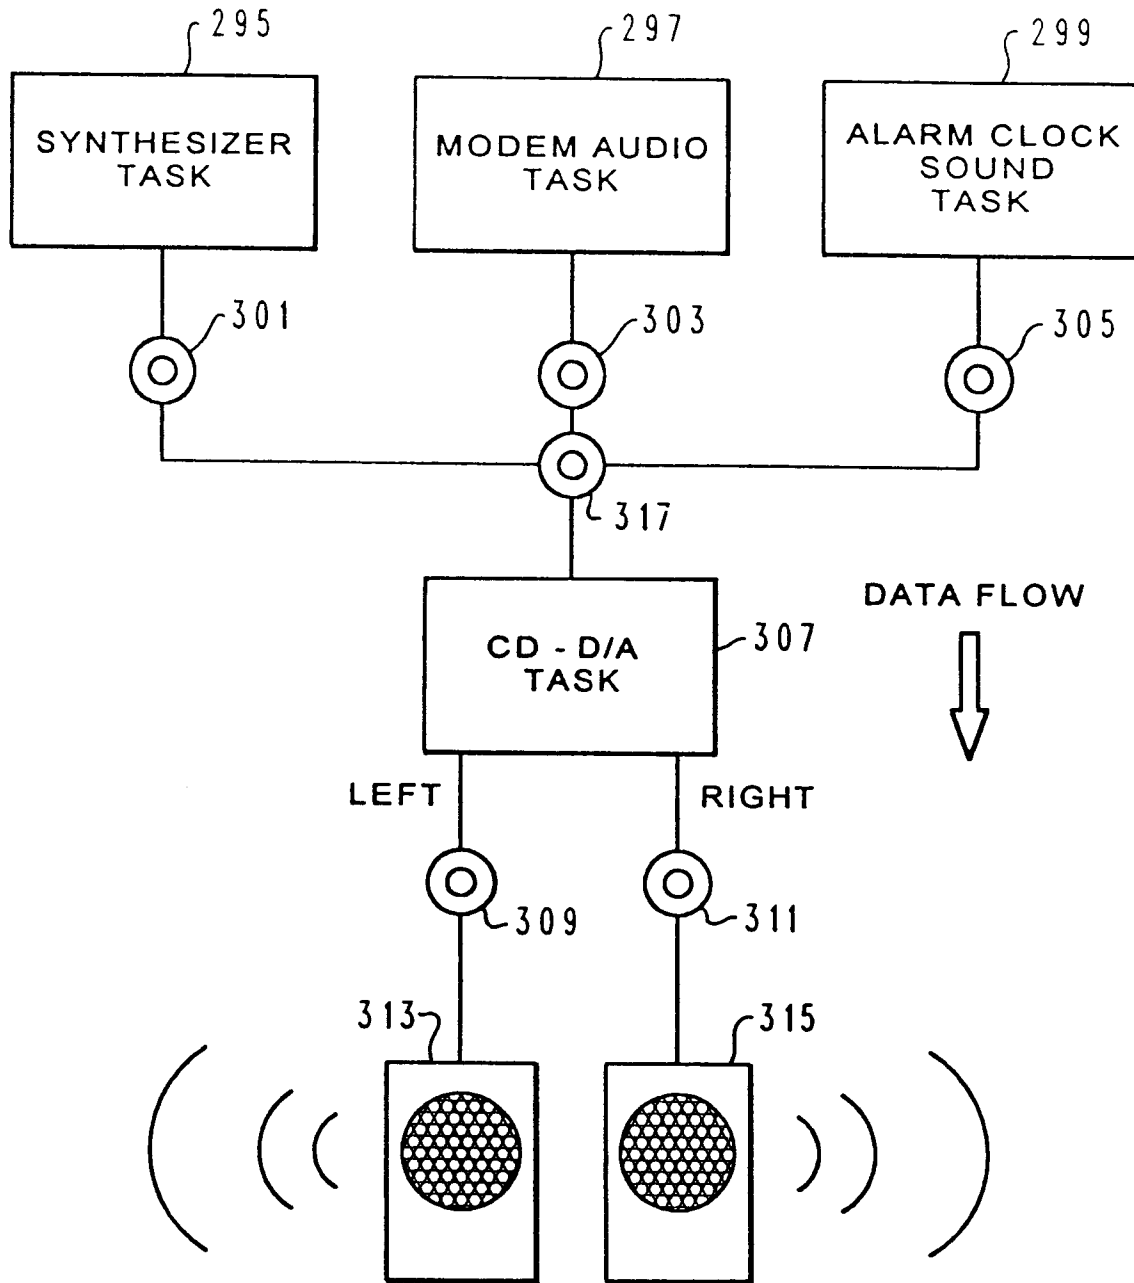 295
297
299
SYNTHESIZER
TASK
MODEM AUDIO
TASK
ALARM CLOCK
SOUND
TASK
301
303
305
317
CD - D/A
TASK
307
DATA FLOW
LEFT
RIGHT
309
311
313
315